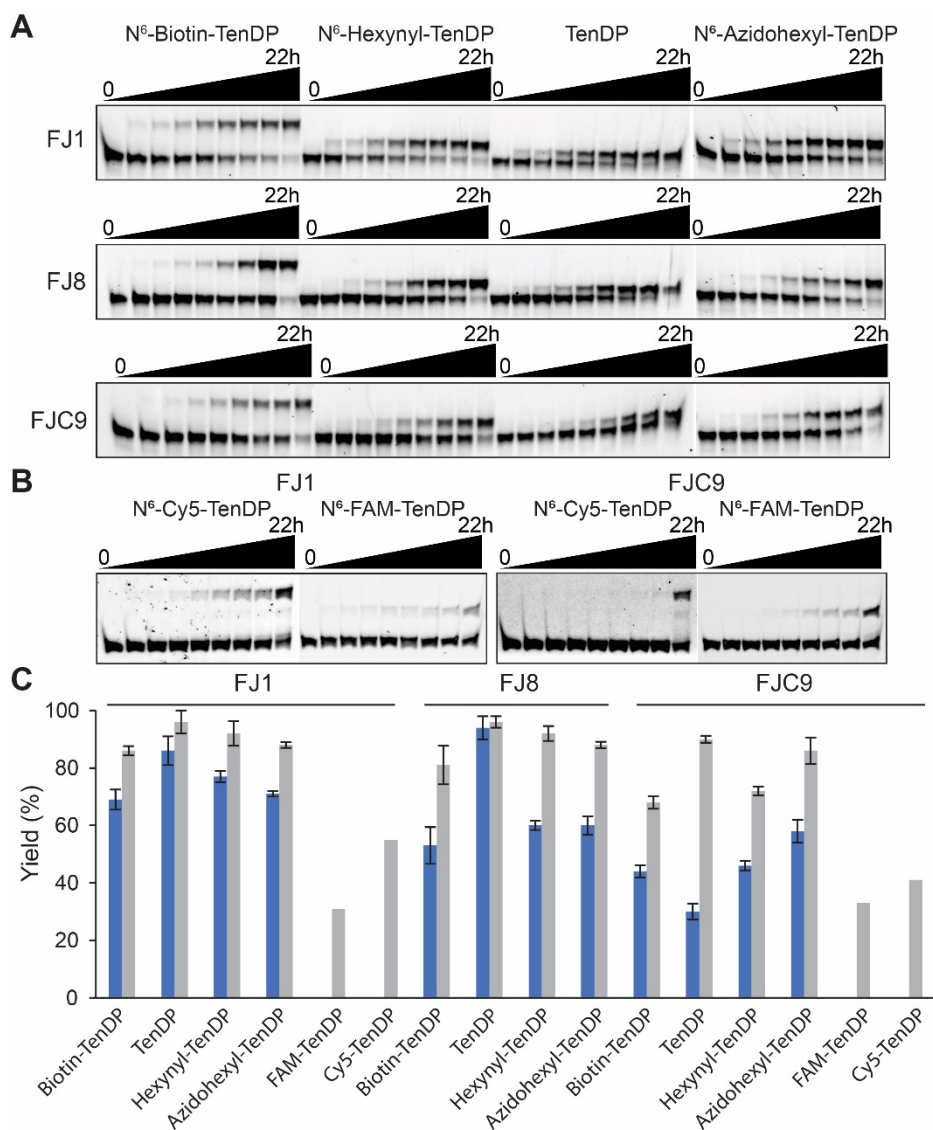 A
N⁶-Biotin-TenDP N⁶-Hexynyl-TenDP TenDP N⁶-Azidohexyl-TenDP
0 22h 0 22h 0 22h 0 22h
FJ1
0 22h 0 22h 0 22h 0 22h
FJ8
0 22h 0 22h 0 22h 0 22h
FJC9
B FJ1 FJC9
N⁶-Cy5-TenDP N⁶-FAM-TenDP N⁶-Cy5-TenDP N⁶-FAM-TenDP
0 22h 0 22h 0 22h 0 22h
C FJ1 FJ8 FJC9
Yield (%)
100
80
60
40
20
0
Biotin-TenDP TenDP Hexynyl-TenDP Azidohexyl-TenDP FAM-TenDP Cy5-TenDP Biotin-TenDP TenDP Hexynyl-TenDP Azidohexyl-TenDP Biotin-TenDP TenDP Hexynyl-TenDP Azidohexyl-TenDP FAM-TenDP Cy5-TenDP